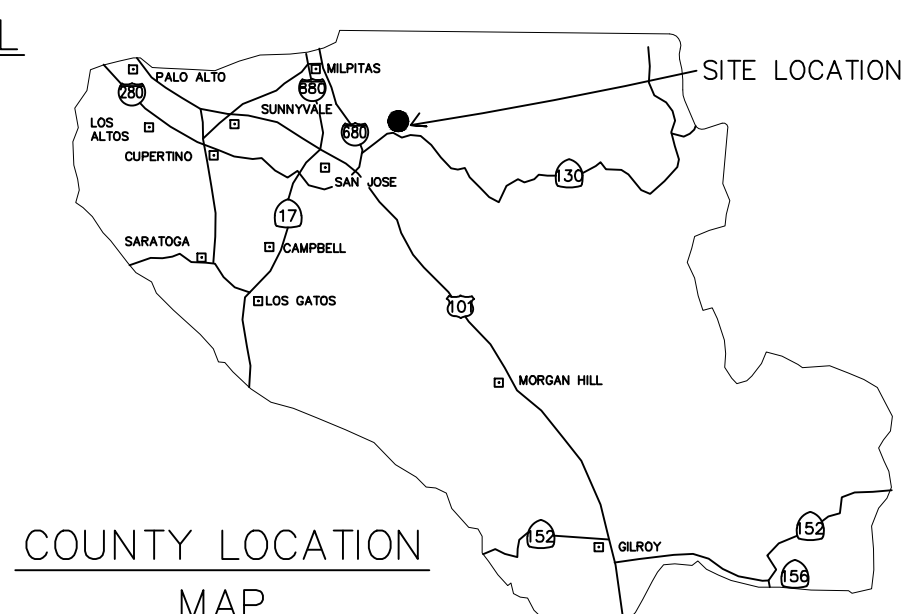 L
PALO ALTO
MILPITAS
SITE LOCATION
280
880
SUNNYVALE
LOS
ALTOS
680
CUPERTINO
130
SAN JOSE
17
SARATOGA
CAMPBELL
LOS GATOS
101
MORGAN HILL
152
152
GILROY
156
COUNTY LOCATION
MAP